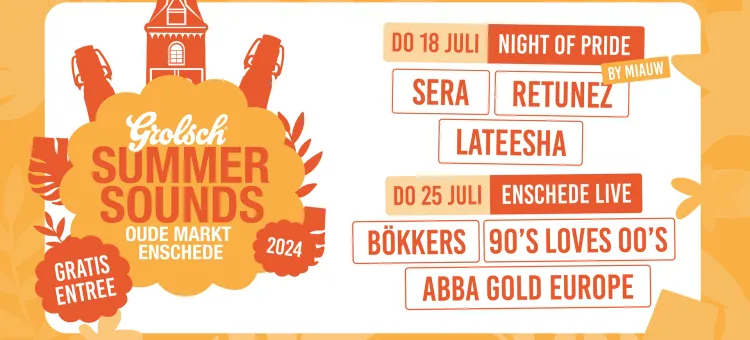 Grolsch
SUMMER
SOUNDS
OUDE MARKT
ENSCHEDE
2024
GRATIS
ENTREE
DO 18 JULI NIGHT OF PRIDE
BY MIAUW
SERA RETUNEZ
LATEESHA
DO 25 JULI ENSCHEDE LIVE
BÖKKERS 90'S LOVES 00'S
ABBA GOLD EUROPE